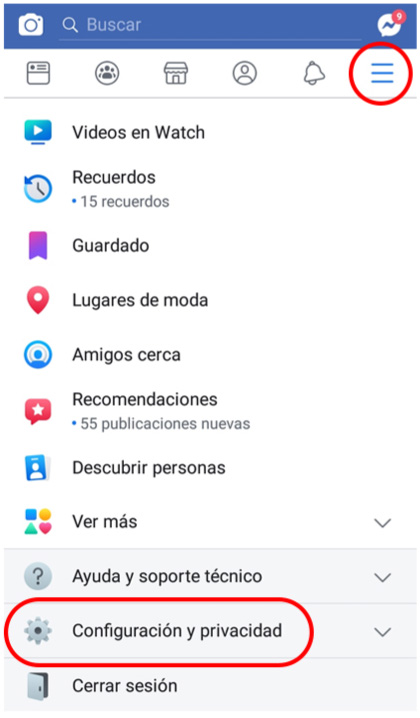 Buscar
9
Videos en Watch
Recuerdos
• 15 recuerdos
Guardado
Lugares de moda
Amigos cerca
Recomendaciones
• 55 publicaciones nuevas
Descubrir personas
Ver más
? Ayuda y soporte técnico
Configuración y privacidad
Cerrar sesión